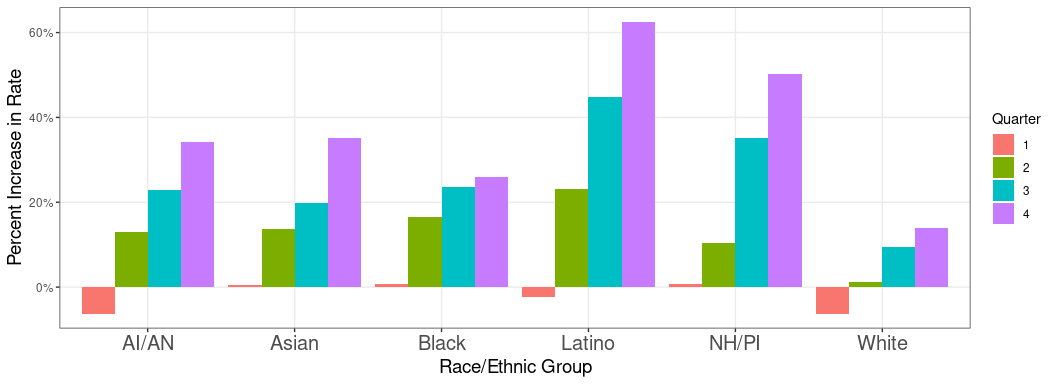 Percent Increase in Rate
60%
40%
20%
0%
AI/AN Asian Black Latino NH/PI White
Race/Ethnic Group
Quarter
1
2
3
4